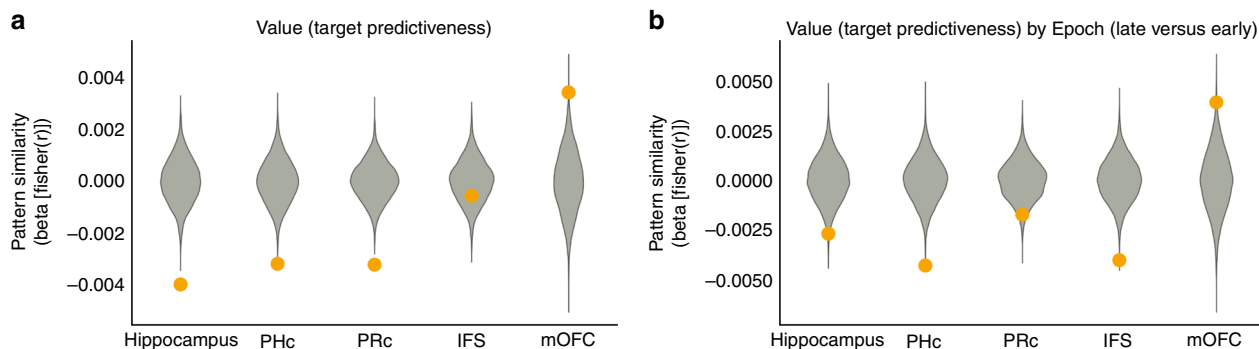 a
Value (target predictiveness)
Pattern similarity
(beta [fisher(r)])
0.004
0.002
0.000
−0.002
−0.004
Hippocampus
PHc
PRc
IFS
mOFC
b
Value (target predictiveness) by Epoch (late versus early)
Pattern similarity
(beta [fisher(r)])
0.0050
0.0025
0.0000
−0.0025
−0.0050
Hippocampus
PHc
PRc
IFS
mOFC